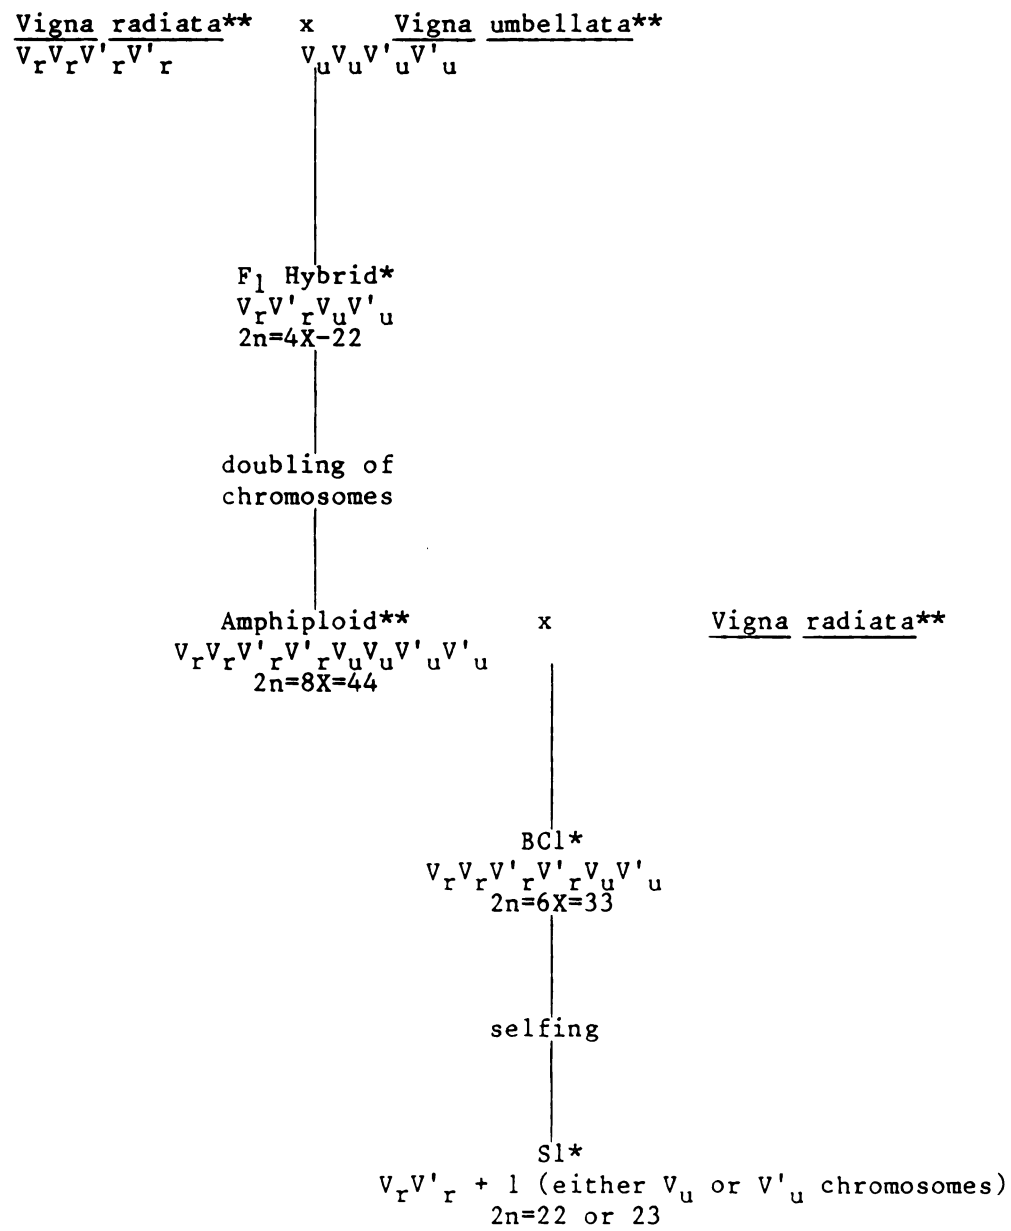 Vigna radiata** x Vigna umbellata**
VrVrV'rV'r VuVuV'uV'u
F1 Hybrid*
VrV'rVuV'u
2n=4X-22
doubling of
chromosomes
Amphiploid** x Vigna radiata**
VrVrV'rV'rVuVuV'uV'u
2n=8X=44
BC1*
VrVrV'rV'rVuV'u
2n=6X=33
selfing
S1*
VrV'r + 1 (either Vu or V'u chromosomes)
2n=22 or 23